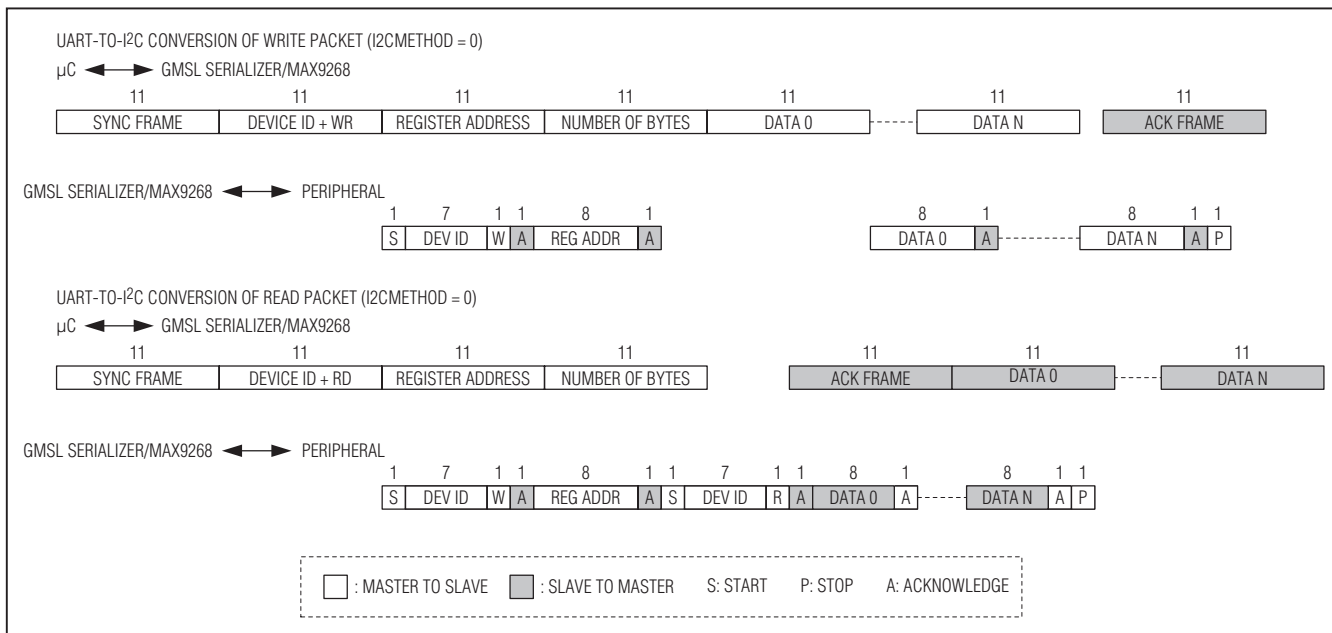 UART-TO-I2C CONVERSION OF WRITE PACKET (I2CMETHOD = 0)
µC GMSL SERIALIZER/MAX9268
11 11 11 11 11 11 11
SYNC FRAME DEVICE ID + WR REGISTER ADDRESS NUMBER OF BYTES DATA 0 DATA N ACK FRAME
GMSL SERIALIZER/MAX9268 PERIPHERAL
1 7 1 1 8 1 8 1 8 1 1
S DEV ID W A REG ADDR A DATA 0 A DATA N A P
UART-TO-I2C CONVERSION OF READ PACKET (I2CMETHOD = 0)
µC GMSL SERIALIZER/MAX9268
11 11 11 11 11 11 11
SYNC FRAME DEVICE ID + RD REGISTER ADDRESS NUMBER OF BYTES ACK FRAME DATA 0 DATA N
GMSL SERIALIZER/MAX9268 PERIPHERAL
1 7 1 1 8 1 1 7 1 1 8 1 8 1 1
S DEV ID W A REG ADDR A S DEV ID R A DATA 0 A DATA N A P
: MASTER TO SLAVE : SLAVE TO MASTER S: START P: STOP A: ACKNOWLEDGE